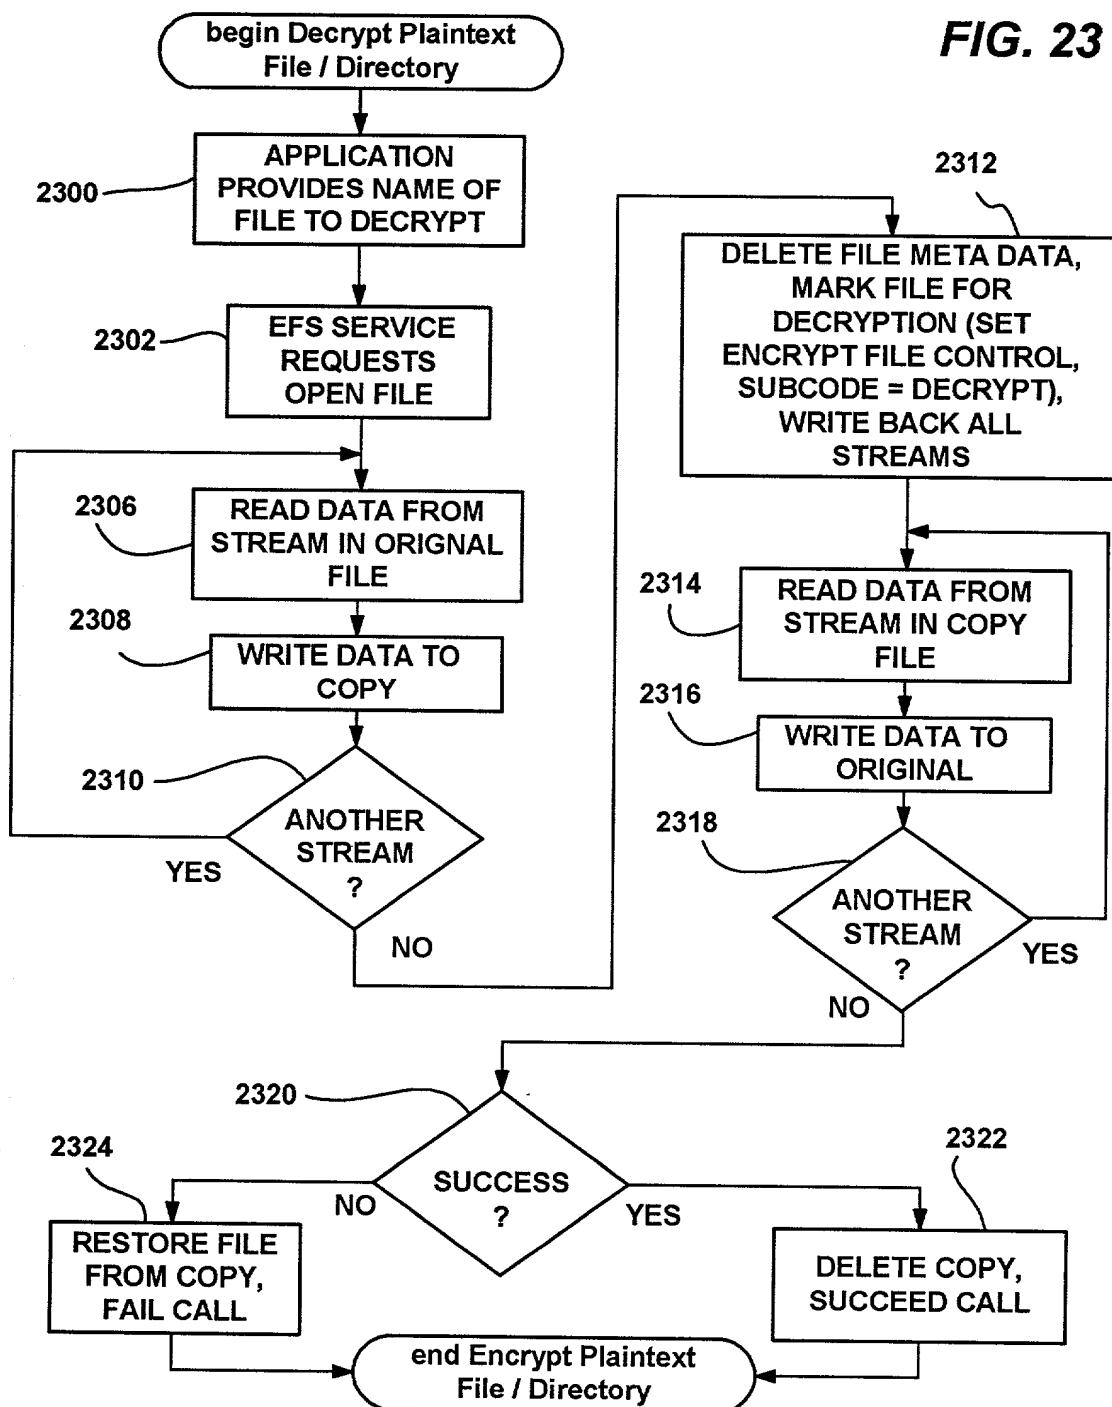 FIG. 23
begin Decrypt Plaintext
File / Directory
2300
APPLICATION
PROVIDES NAME OF
FILE TO DECRYPT
2302
EFS SERVICE
REQUESTS
OPEN FILE
2306
READ DATA FROM
STREAM IN ORIGNAL
FILE
2308
WRITE DATA TO
COPY
2310
ANOTHER
STREAM
?
YES
NO
2312
DELETE FILE META DATA,
MARK FILE FOR
DECRYPTION (SET
ENCRYPT FILE CONTROL,
SUBCODE = DECRYPT),
WRITE BACK ALL
STREAMS
2314
READ DATA FROM
STREAM IN COPY
FILE
2316
WRITE DATA TO
ORIGINAL
2318
ANOTHER
STREAM
?
YES
NO
2320
SUCCESS
?
NO
YES
2324
RESTORE FILE
FROM COPY,
FAIL CALL
2322
DELETE COPY,
SUCCEED CALL
end Encrypt Plaintext
File / Directory